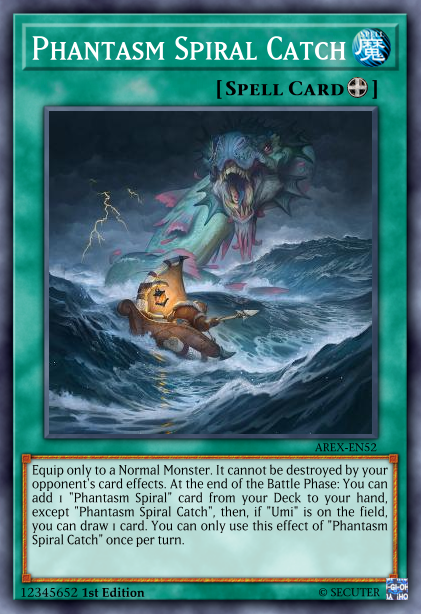 Phantasm Spiral Catch
魔
[Spell Card]
AREX-EN52
Equip only to a Normal Monster. It cannot be destroyed by your
opponent's card effects. At the end of the Battle Phase: You can
add 1 "Phantasm Spiral" card from your Deck to your hand,
except "Phantasm Spiral Catch", then, if "Umi" is on the field,
you can draw 1 card. You can only use this effect of "Phantasm
Spiral Catch" once per turn.
12345652 1st Edition
© SECUTER